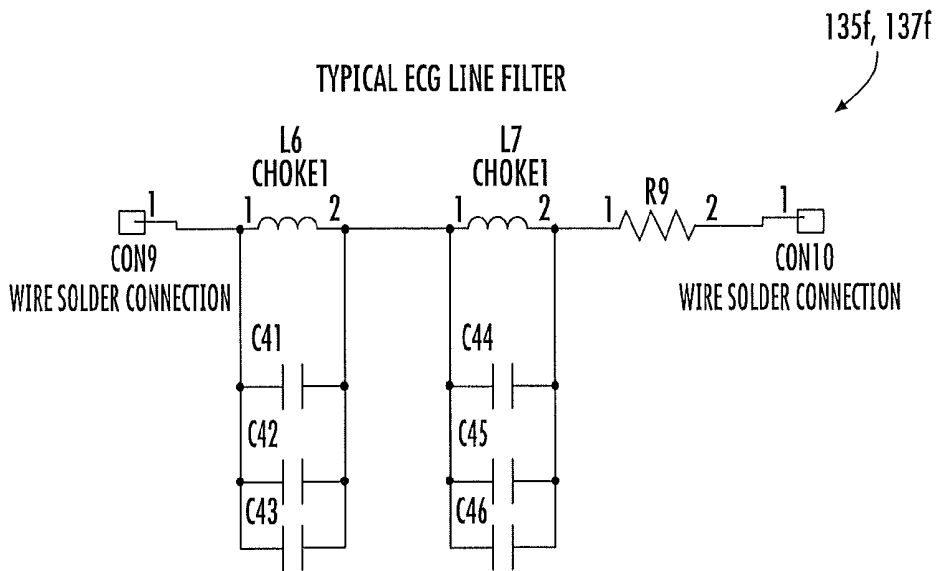 135f, 137f
TYPICAL ECG LINE FILTER
L6
CHOKE1
L7
CHOKE1
R9
1
1
2
1
2
1
2
1
CON9
WIRE SOLDER CONNECTION
CON10
WIRE SOLDER CONNECTION
C41
C44
C42
C45
C43
C46